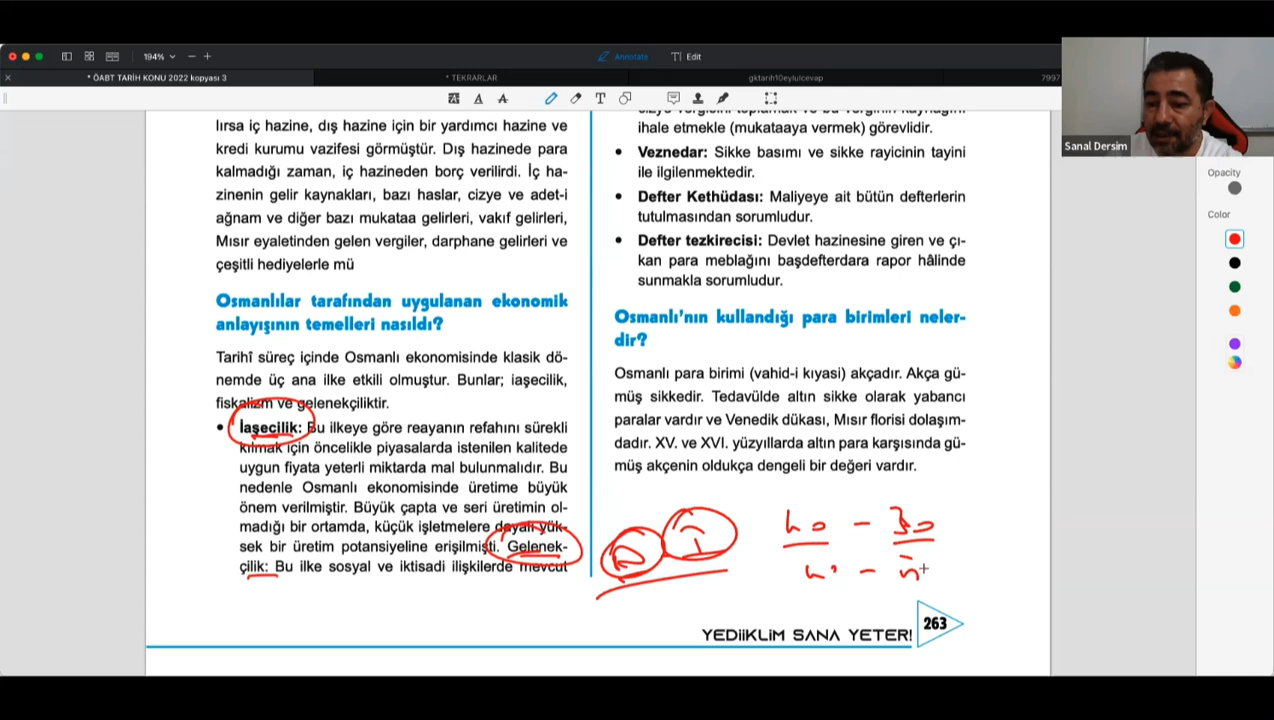 194%
Annotate
Edit
* ÖABT TARİH KONU 2022 kopyası 3
* TEKRARLAR
gktarih10eylulcevap
7997
Sanal Dersim
Opacity
Color
lırsa iç hazine, dış hazine için bir yardımcı hazine ve
kredi kurumu vazifesi görmüştür. Dış hazinede para
kalmadığı zaman, iç hazineden borç verilirdi. İç ha-
zinenin gelir kaynakları, bazı haslar, cizye ve adet-i
ağnam ve diğer bazı mukataa gelirleri, vakıf gelirleri,
Mısır eyaletinden gelen vergiler, darphane gelirleri ve
çeşitli hediyelerle mü
Osmanlılar tarafından uygulanan ekonomik
anlayışının temelleri nasıldı?
Tarihî süreç içinde Osmanlı ekonomisinde klasik dö-
nemde üç ana ilke etkili olmuştur. Bunlar; iaşecilik,
fiskalizm ve gelenekçiliktir.
• İaşecilik: Bu ilkeye göre reayanın refahını sürekli
kılmak için öncelikle piyasalarda istenilen kalitede
uygun fiyata yeterli miktarda mal bulunmalıdır. Bu
nedenle Osmanlı ekonomisinde üretime büyük
önem verilmiştir. Büyük çapta ve seri üretimin ol-
madığı bir ortamda, küçük işletmelere dayalı yük-
sek bir üretim potansiyeline erişilmişti. Gelenek-
çilik: Bu ilke sosyal ve iktisadi ilişkilerde mevcut
cizye vergisini toplamak ve bu verginin kaynağını
ihale etmekle (mukataaya vermek) görevlidir.
• Veznedar: Sikke basımı ve sikke rayicinin tayini
ile ilgilenmektedir.
• Defter Kethüdası: Maliyeye ait bütün defterlerin
tutulmasından sorumludur.
• Defter tezkirecisi: Devlet hazinesine giren ve çı-
kan para meblağını başdefterdara rapor hâlinde
sunmakla sorumludur.
Osmanlı'nın kullandığı para birimleri neler-
dir?
Osmanlı para birimi (vahid-i kıyasi) akçadır. Akça gü-
müş sikkedir. Tedavülde altın sikke olarak yabancı
paralar vardır ve Venedik dükası, Mısır florisi dolaşım-
dadır. XV. ve XVI. yüzyıllarda altın para karşısında gü-
müş akçenin oldukça dengeli bir değeri vardır.
YEDİİKLİM SANA YETER!
263